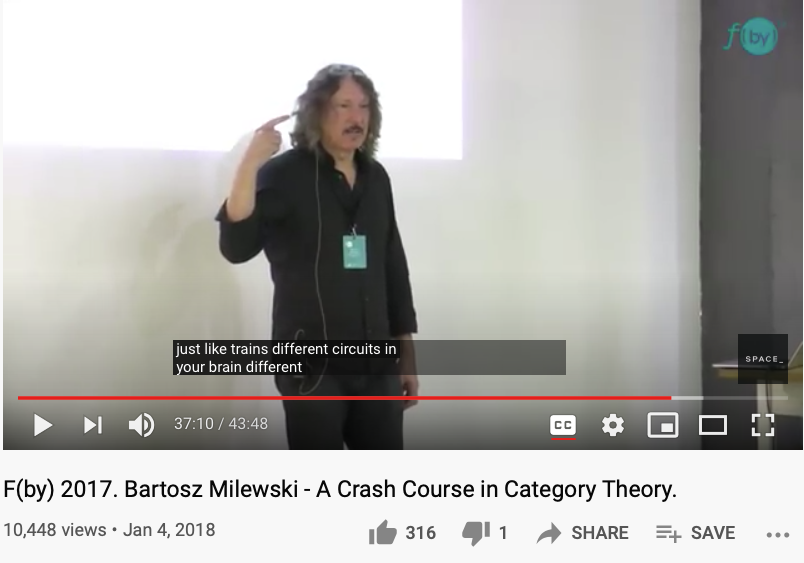 f(by)
just like trains different circuits in
your brain different
SPACE_
37:10 / 43:48
CC
F(by) 2017. Bartosz Milewski - A Crash Course in Category Theory.
10,448 views • Jan 4, 2018
316
1
SHARE
SAVE